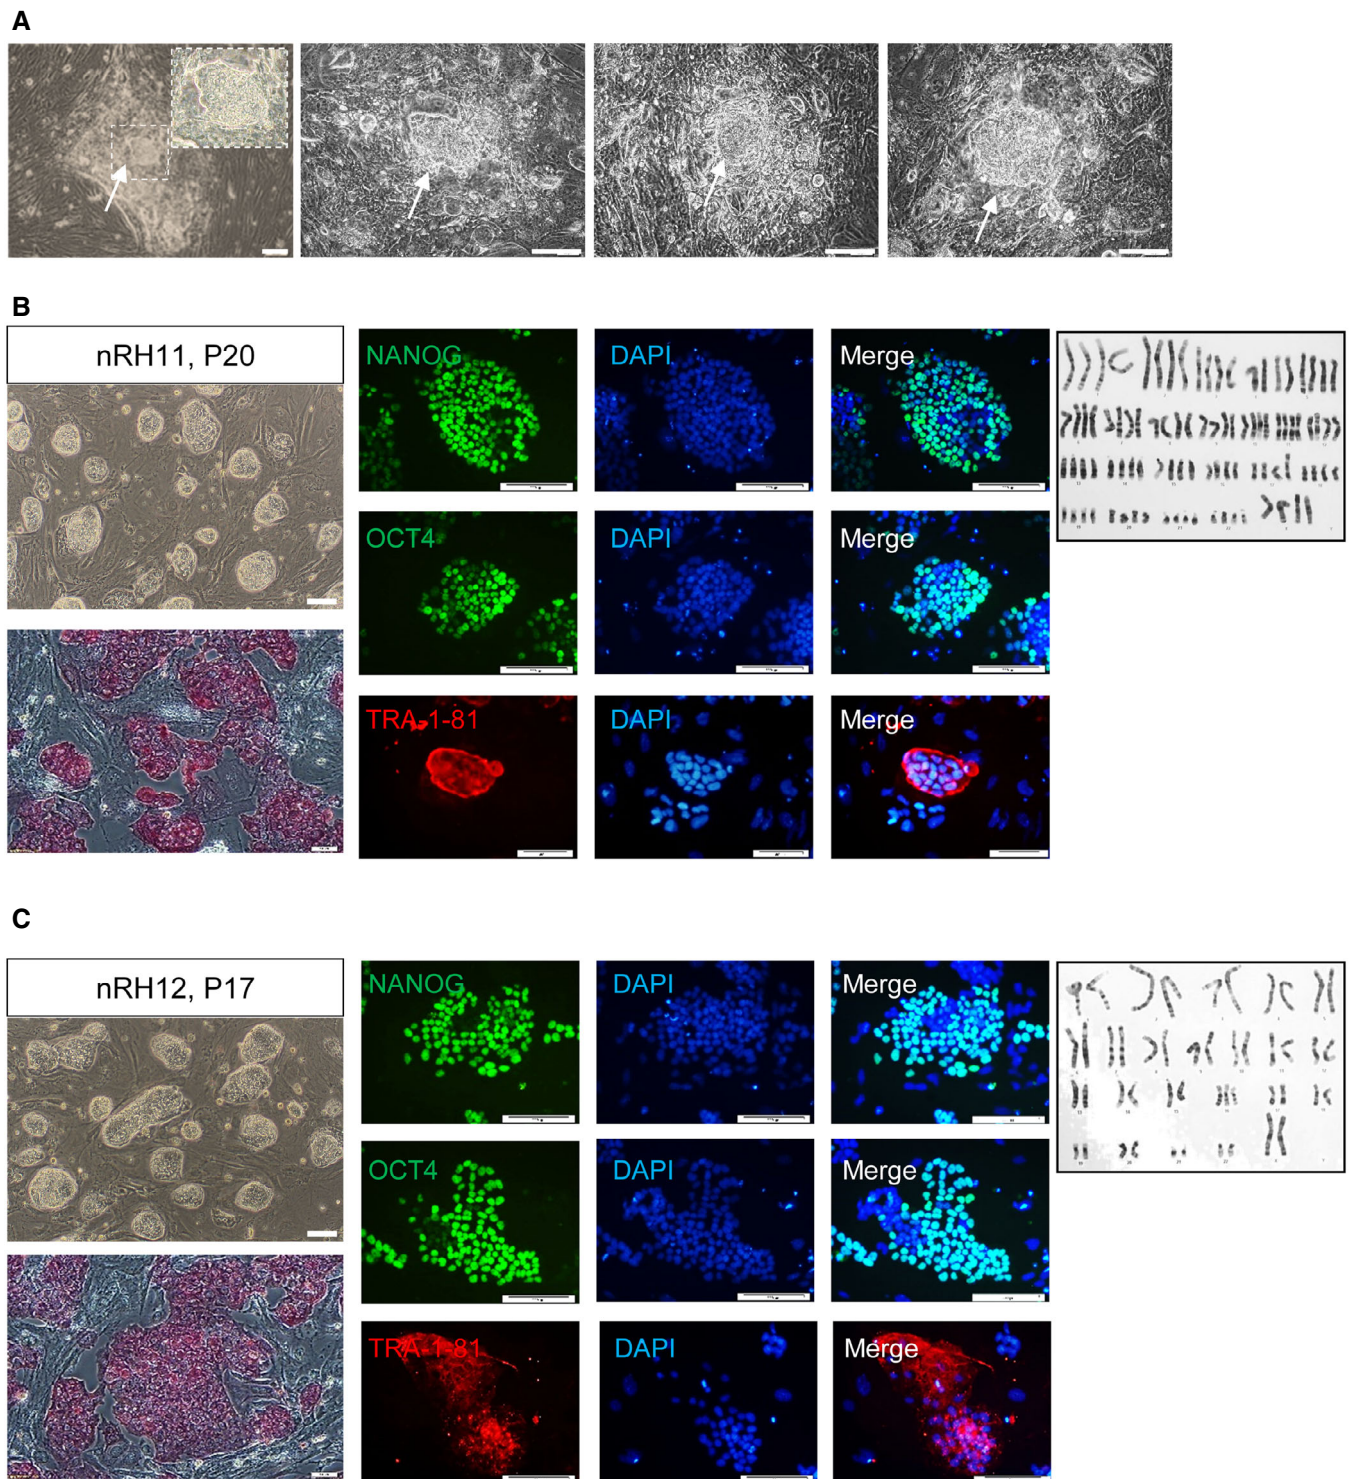 A
B
nRH11, P20
NANOG DAPI Merge
OCT4 DAPI Merge
TRA-1-81 DAPI Merge
C
nRH12, P17
NANOG DAPI Merge
OCT4 DAPI Merge
TRA-1-81 DAPI Merge